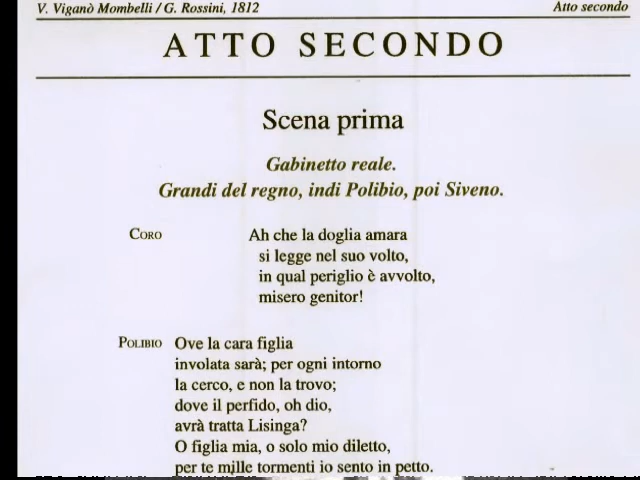 V. Viganò Mombelli / G. Rossini, 1812 Atto secondo
ATTO SECONDO
Scena prima
Gabinetto reale.
Grandi del regno, indi Polibio, poi Siveno.
CORO Ah che la doglia amara
si legge nel suo volto,
in qual periglio è avvolto,
misero genitor!
POLIBIO Ove la cara figlia
involata sarà; per ogni intorno
la cerco, e non la trovo;
dove il perfido, oh dio,
avrà tratta Lisinga?
O figlia mia, o solo mio diletto,
per te mille tormenti io sento in petto.